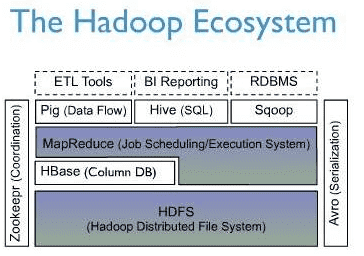 The Hadoop Ecosystem
ETL Tools
BI Reporting
RDBMS
Pig (Data Flow)
Hive (SQL)
Sqoop
MapReduce (Job Scheduling/Execution System)
HBase (Column DB)
HDFS
(Hadoop Distributed File System)
Zookeepr (Coordination)
Avro (Serialization)